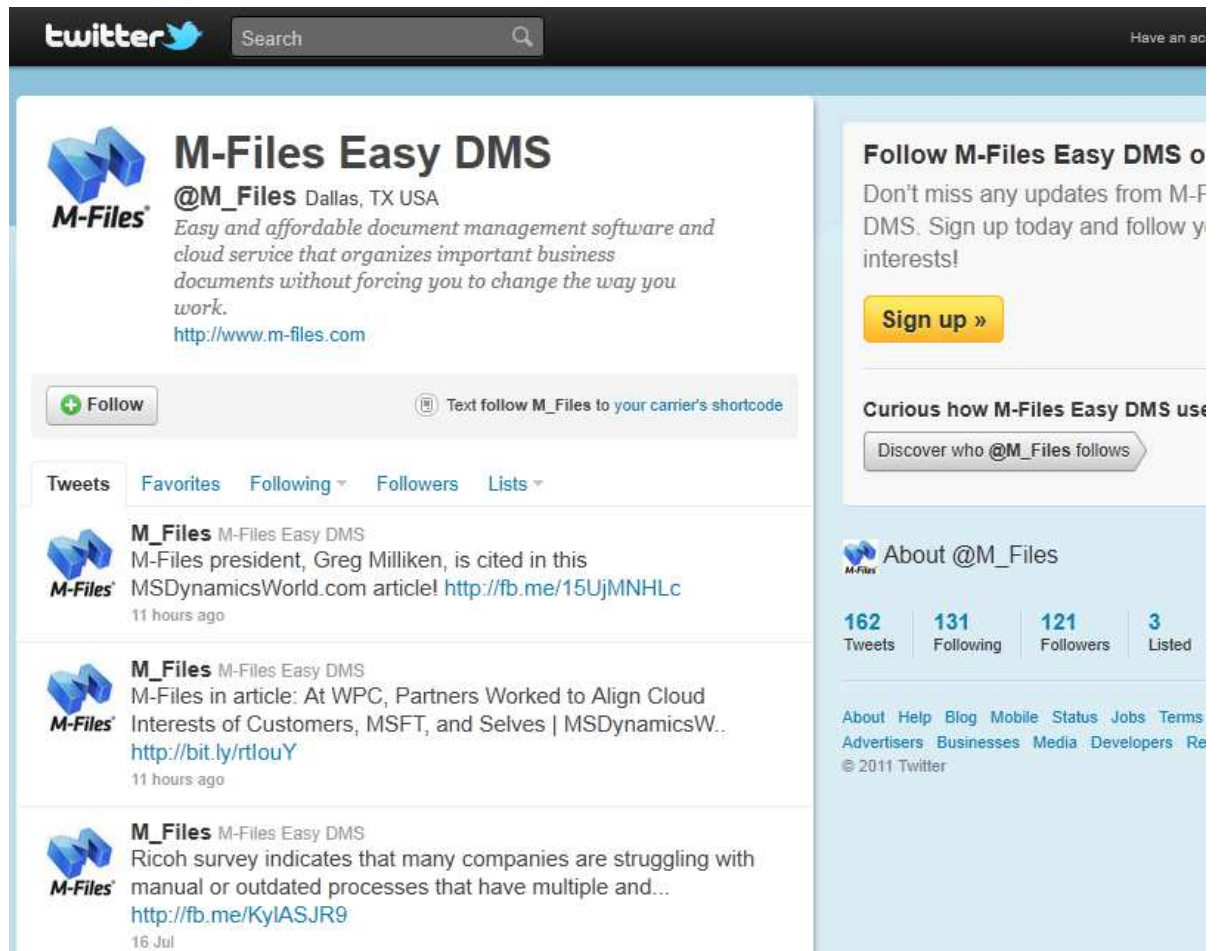 twitter
Search
Have an
M-Files
M-Files Easy DMS
@M_Files Dallas, TX USA
Easy and affordable document management software and
cloud service that organizes important business
documents without forcing you to change the way you
work.
http://www.m-files.com
Follow
Text follow M_Files to your carrier's shortcode
Tweets Favorites Following Followers Lists
M-Files
M_Files M-Files Easy DMS
M-Files president, Greg Milliken, is cited in this
MSDynamicsWorld.com article! http://fb.me/15UjMNHLc
11 hours ago
M-Files
M_Files M-Files Easy DMS
M-Files in article: At WPC, Partners Worked to Align Cloud
Interests of Customers, MSFT, and Selves | MSDynamicsW..
http://bit.ly/rtIouY
11 hours ago
M-Files
M_Files M-Files Easy DMS
Ricoh survey indicates that many companies are struggling with
manual or outdated processes that have multiple and...
http://fb.me/KylASJR9
16 Jul
Follow M-Files Easy DMS
Don't miss any updates from
DMS. Sign up today and follow
interests!
Sign up »
Curious how M-Files Easy DMS
Discover who @M_Files follows
M-Files
About @M_Files
162 131 121 3
Tweets Following Followers Listed
About Help Blog Mobile Status Jobs Terms
Advertisers Businesses Media Developers
© 2011 Twitter